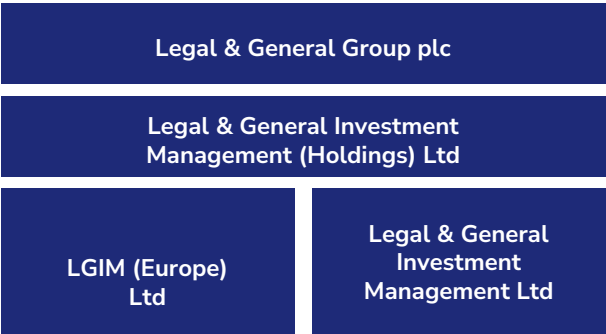 Legal & General Group plc
Legal & General Investment
Management (Holdings) Ltd
LGIM (Europe)
Ltd
Legal & General
Investment
Management Ltd